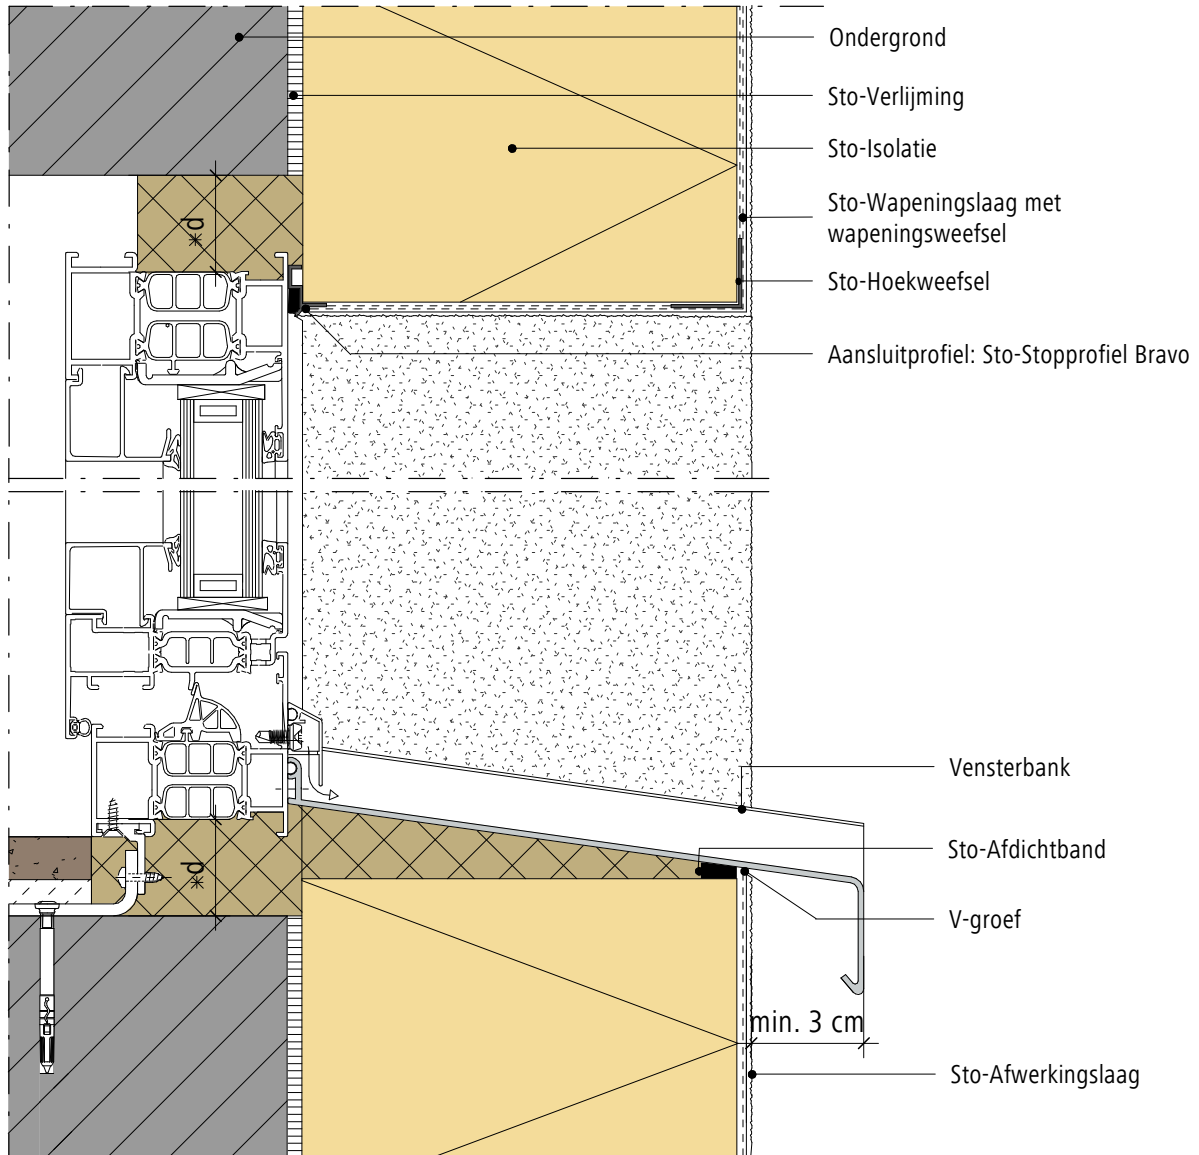 Ondergrond
Sto-Verlijming
Sto-Isolatie
Sto-Wapeningslaag met
wapeningsweefsel
Sto-Hoekweefsel
Aansluitprofiel: Sto-Stopprofiel Bravo
d*
Vensterbank
Sto-Afdichtband
d*
V-groef
min. 3 cm
Sto-Afwerkingslaag